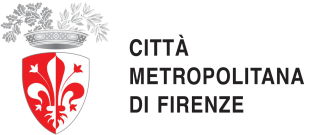 CITTÀ
METROPOLITANA
DI FIRENZE